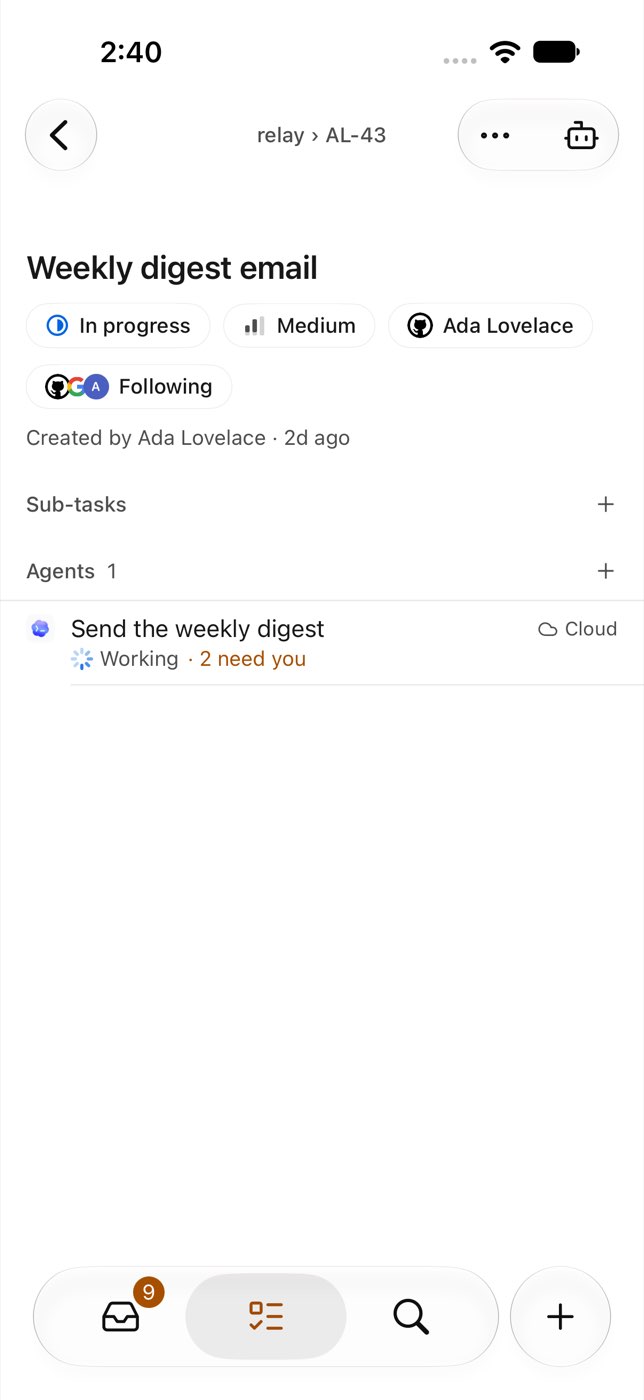 2:40
relay › AL-43
Weekly digest email
In progress
Medium
Ada Lovelace
A
Following
Created by Ada Lovelace · 2d ago
Sub-tasks
Agents 1
Send the weekly digest
Cloud
Working · 2 need you
9